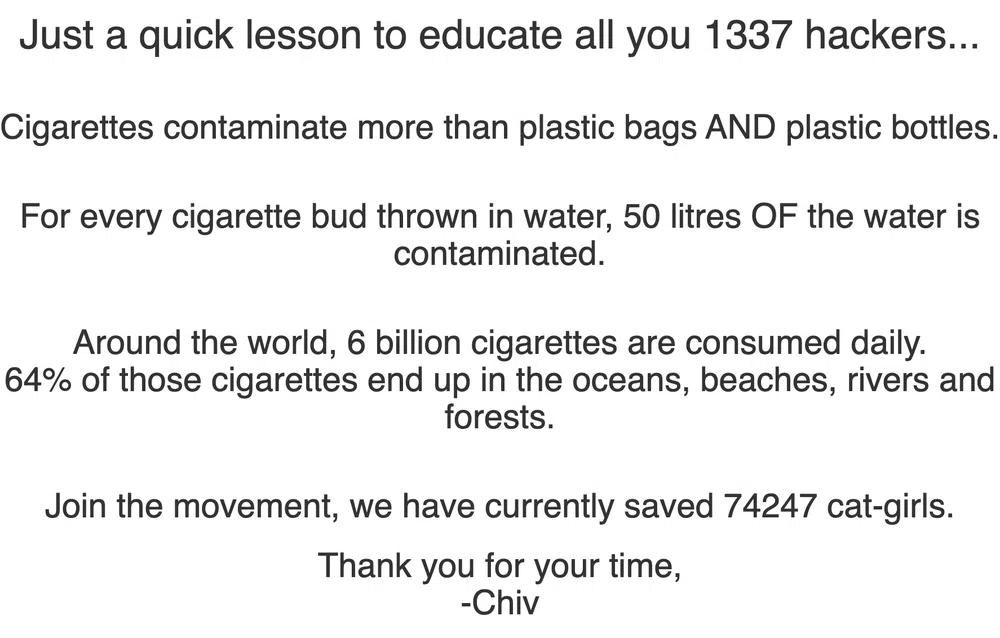 Just a quick lesson to educate all you 1337 hackers...
Cigarettes contaminate more than plastic bags AND plastic bottles.
For every cigarette bud thrown in water, 50 litres OF the water is
contaminated.
Around the world, 6 billion cigarettes are consumed daily.
64% of those cigarettes end up in the oceans, beaches, rivers and
forests.
Join the movement, we have currently saved 74247 cat-girls.
Thank you for your time,
-Chiv